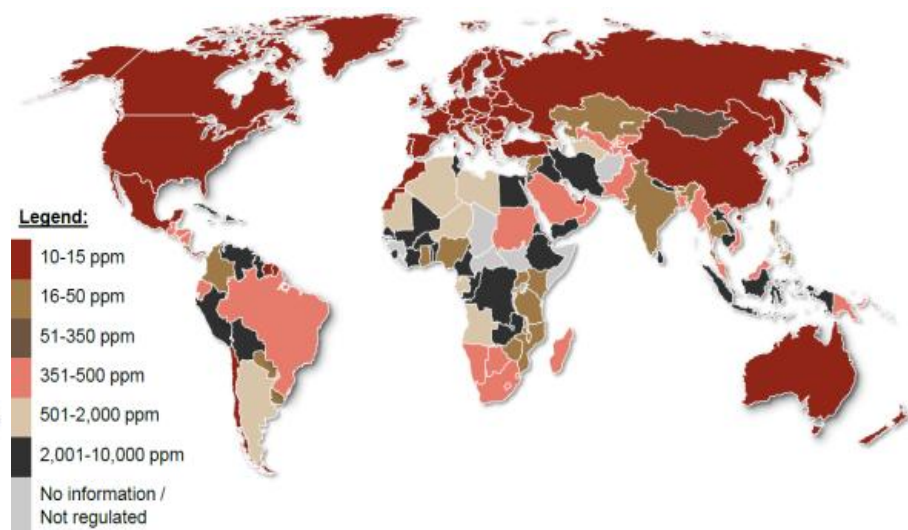 Legend:
10-15 ppm
16-50 ppm
51-350 ppm
351-500 ppm
501-2,000 ppm
2,001-10,000 ppm
No information /
Not regulated